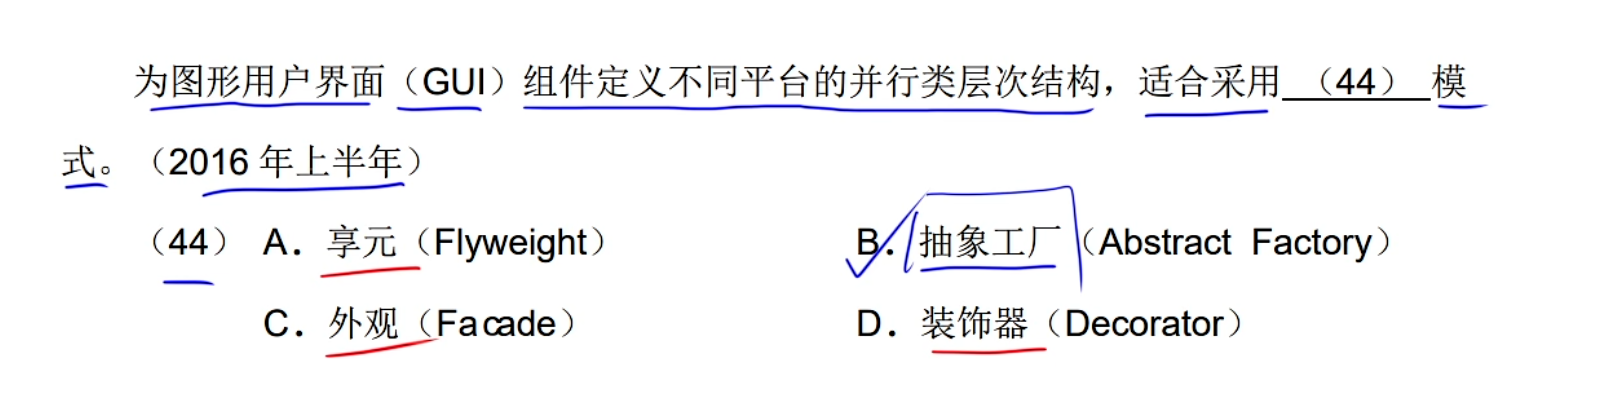 为图形用户界面（GUI）组件定义不同平台的并行类层次结构，适合采用 （44） 模
式。（2016 年上半年）
（44） A．享元（Flyweight） B．抽象工厂（Abstract Factory）
C．外观（Facade） D．装饰器（Decorator）